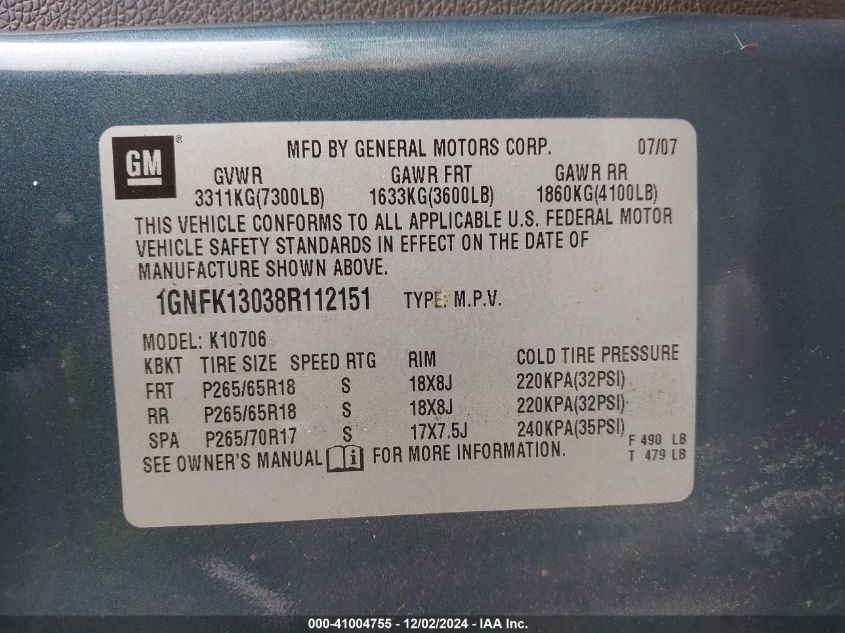 GM ® MFD BY GENERAL MOTORS CORP. 07/07
GVWR GAWR FRT GAWR RR
3311KG(7300LB) 1633KG(3600LB) 1860KG(4100LB)
THIS VEHICLE CONFORMS TO ALL APPLICABLE U.S. FEDERAL MOTOR
VEHICLE SAFETY STANDARDS IN EFFECT ON THE DATE OF
MANUFACTURE SHOWN ABOVE.
1GNFK13038R112151 TYPE: M.P.V.
MODEL: K10706
KBKT TIRE SIZE SPEED RTG RIM COLD TIRE PRESSURE
FRT P265/65R18 S 18X8J 220KPA(32PSI)
RR P265/65R18 S 18X8J 220KPA(32PSI)
SPA P265/70R17 S 17X7.5J 240KPA(35PSI) F 490 LB
SEE OWNER'S MANUAL i FOR MORE INFORMATION. T 479 LB
000-41004755 - 12/02/2024 - IAA Inc.